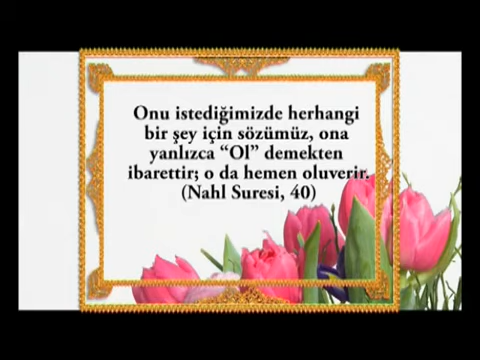 Onu istediğimizde herhangi
bir şey için sözümüz, ona
yanlızca “Ol” demekten
ibarettir; o da hemen oluverir.
(Nahl Suresi, 40)